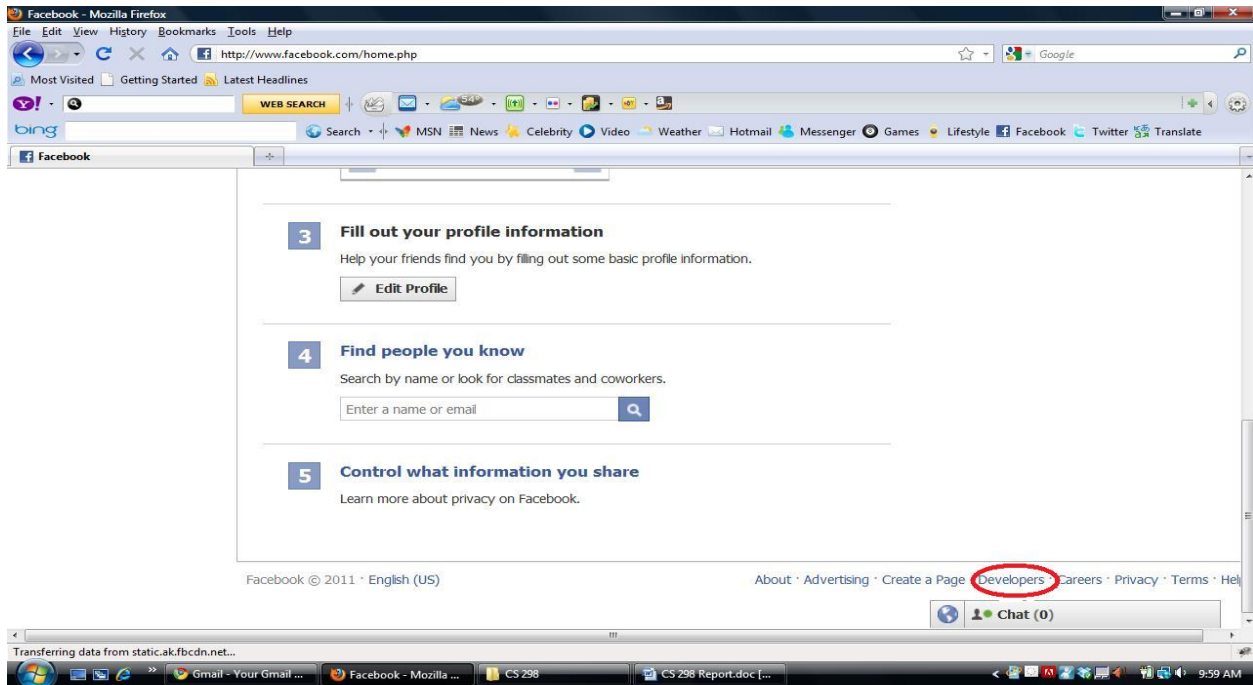 Facebook - Mozilla Firefox
File Edit View History Bookmarks Tools Help
http://www.facebook.com/home.php
Google
Most Visited Getting Started Latest Headlines
WEB SEARCH
54°
bing Search MSN News Celebrity Video Weather Hotmail Messenger Games Lifestyle Facebook Twitter Translate
Facebook
3 Fill out your profile information
Help your friends find you by filling out some basic profile information.
Edit Profile
4 Find people you know
Search by name or look for classmates and coworkers.
Enter a name or email
5 Control what information you share
Learn more about privacy on Facebook.
Facebook © 2011 · English (US)
About · Advertising · Create a Page · Developers · Careers · Privacy · Terms · Help
Chat (0)
Transferring data from static.ak.fbcdn.net...
Gmail - Your Gmail ... Facebook - Mozilla ... CS 298 CS 298 Report.doc [... 9:59 AM